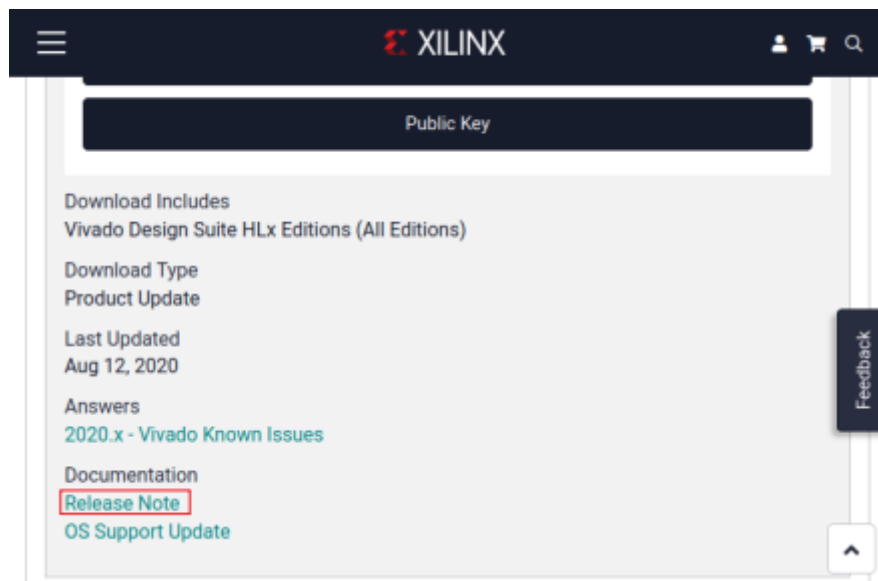 XILINX
Public Key
Download Includes
Vivado Design Suite HLx Editions (All Editions)
Download Type
Product Update
Last Updated
Aug 12, 2020
Answers
2020.x - Vivado Known Issues
Documentation
Release Note
OS Support Update
Feedback